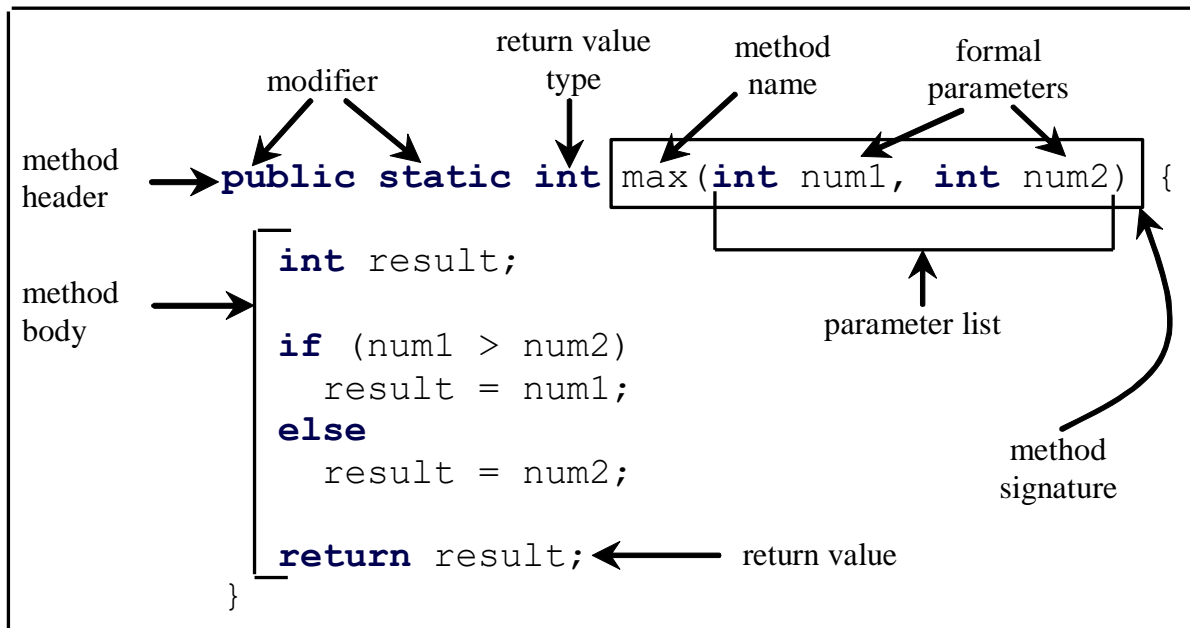 return value
type
method
name
formal
parameters
modifier
method
header
public static int max(int num1, int num2) {
int result;
method
body
parameter list
if (num1 > num2)
result = num1;
else
result = num2;
method
signature
return result;
return value
}